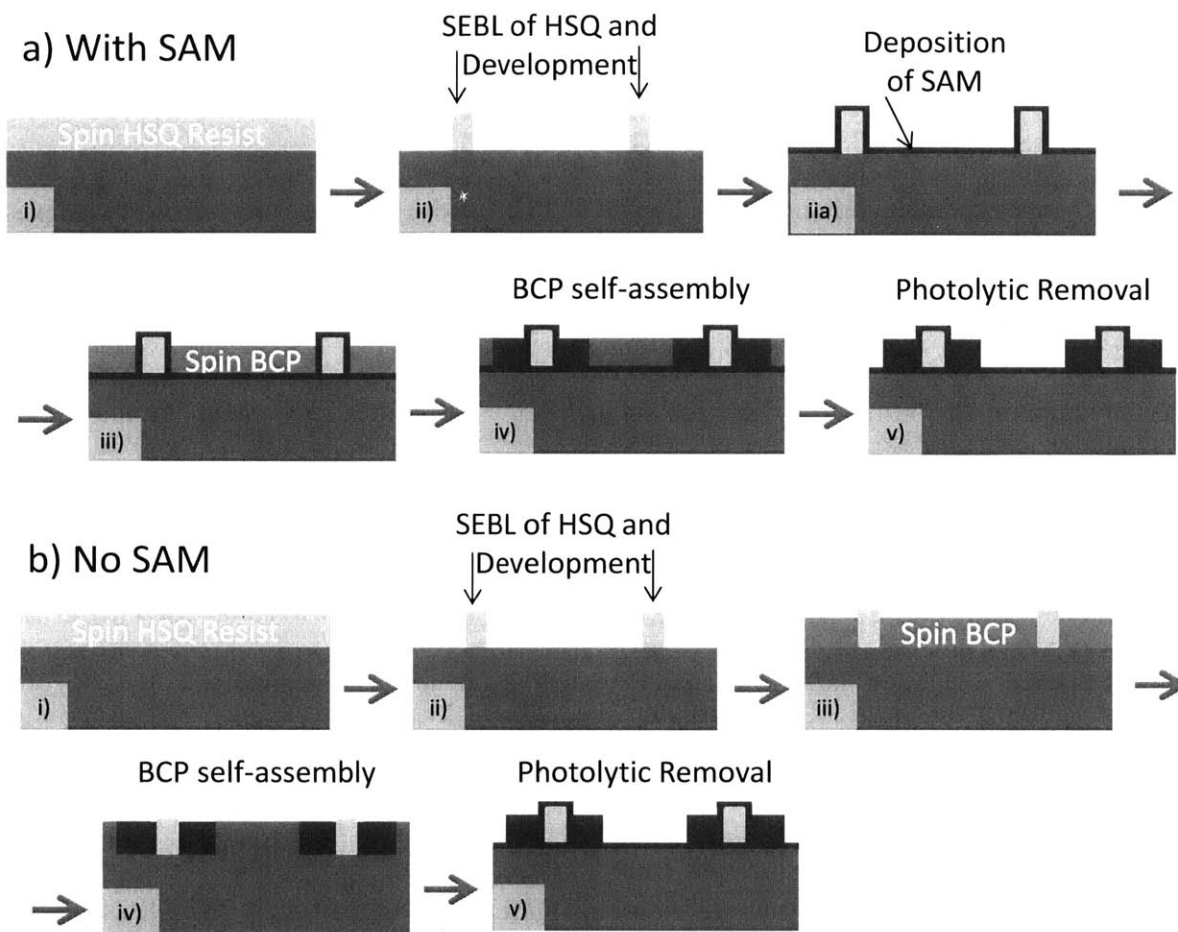 a) With SAM
SEBL of HSQ and
Development
Deposition
of SAM
Spin HSQ Resist
i)
ii)
iia)
BCP self-assembly
Photolytic Removal
Spin BCP
iii)
iv)
v)
b) No SAM
SEBL of HSQ and
Development
Spin HSQ Resist
i)
ii)
Spin BCP
iii)
BCP self-assembly
Photolytic Removal
iv)
v)